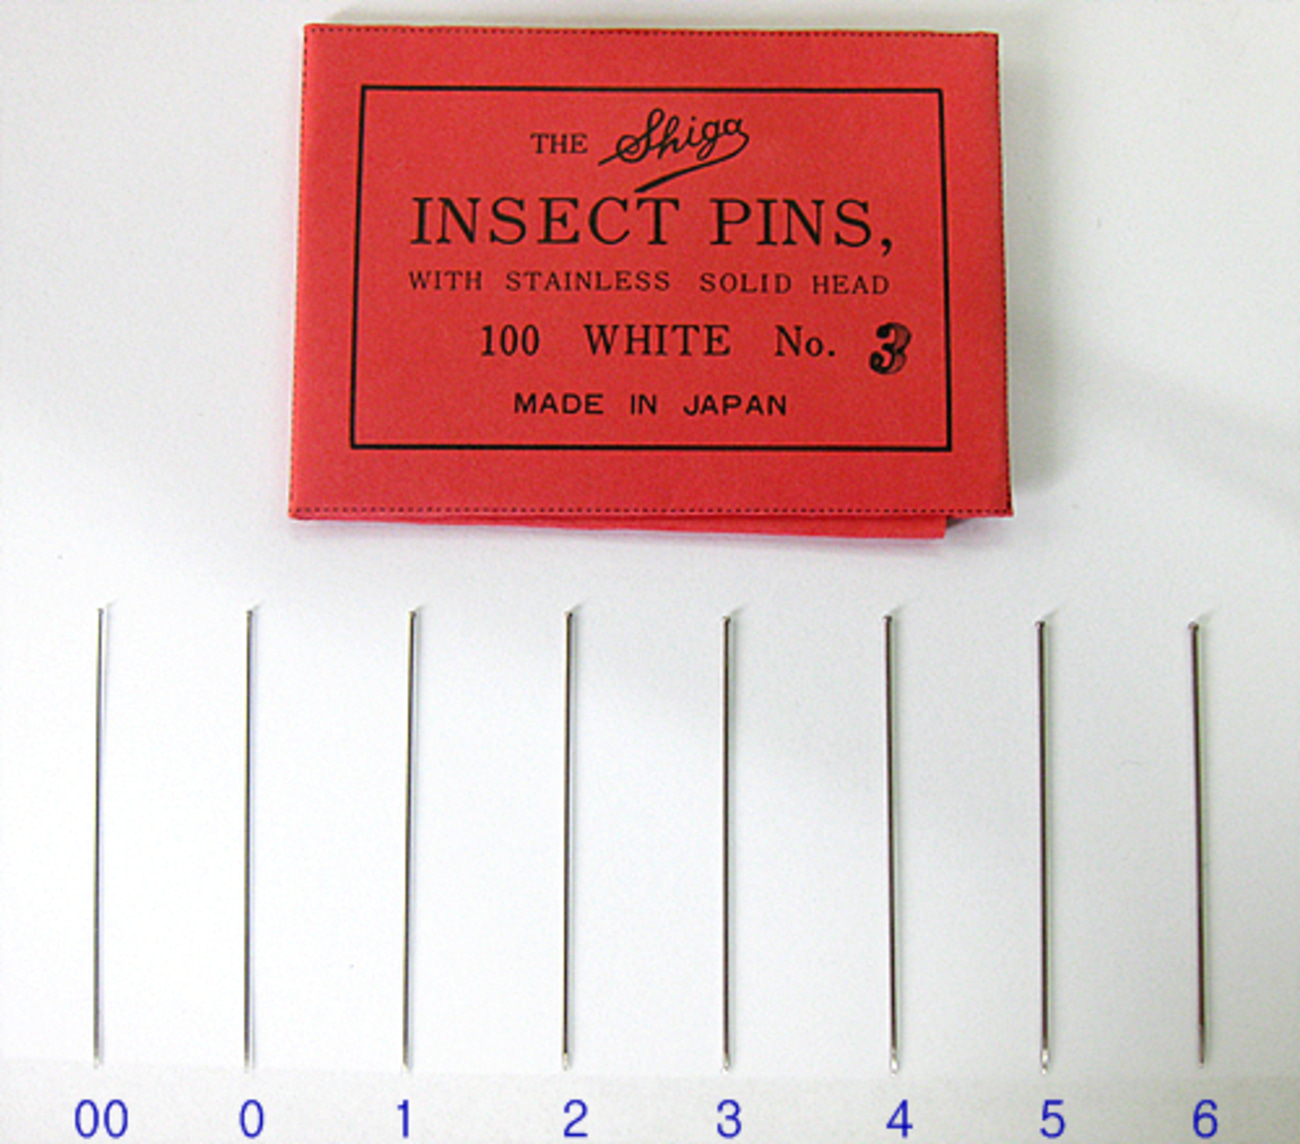 THE Shiga
INSECT PINS,
WITH STAINLESS SOLID HEAD
100 WHITE No. 3
MADE IN JAPAN
00 0 1 2 3 4 5 6